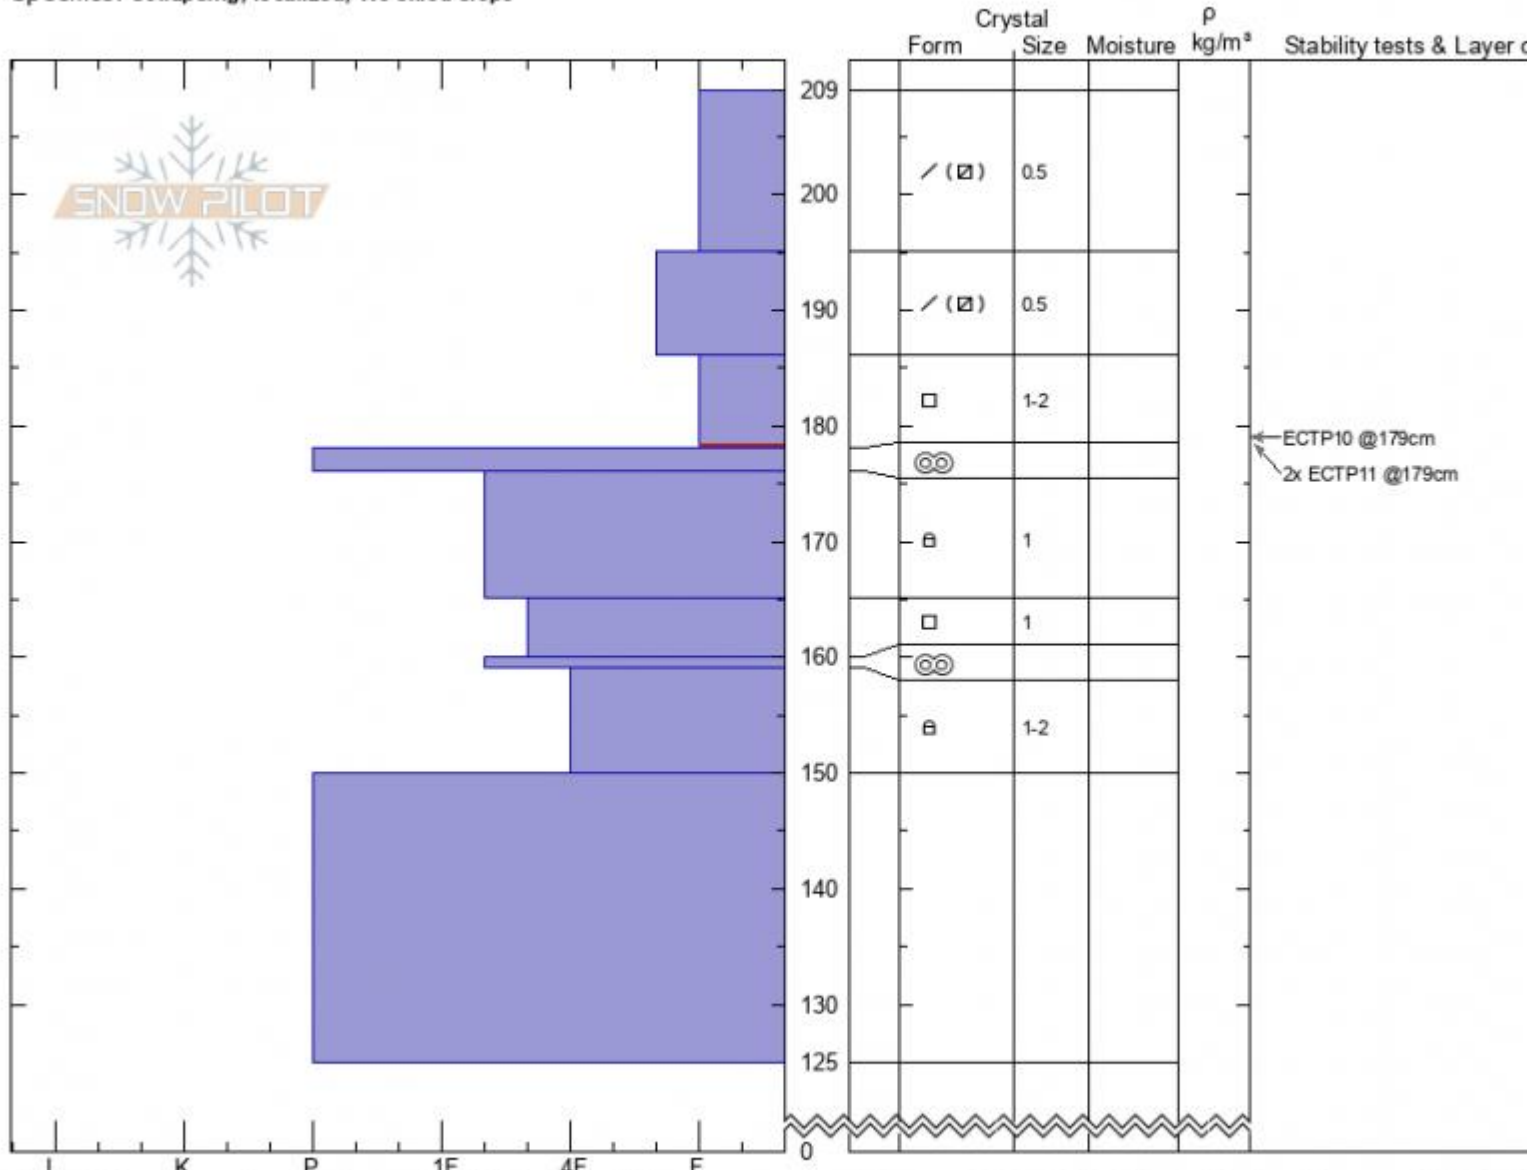 Crystal ρ
Form Size Moisture kg/m³ Stability tests & Layer
209
SNOW PILOT
/ ( ) 0.5
200
190 / ( ) 0.5
1-2
180
ECTP10 @179cm
2x ECTP11 @179cm
170 1
1
160
1-2
150
140
130
125
0
I K P 1F 4F F